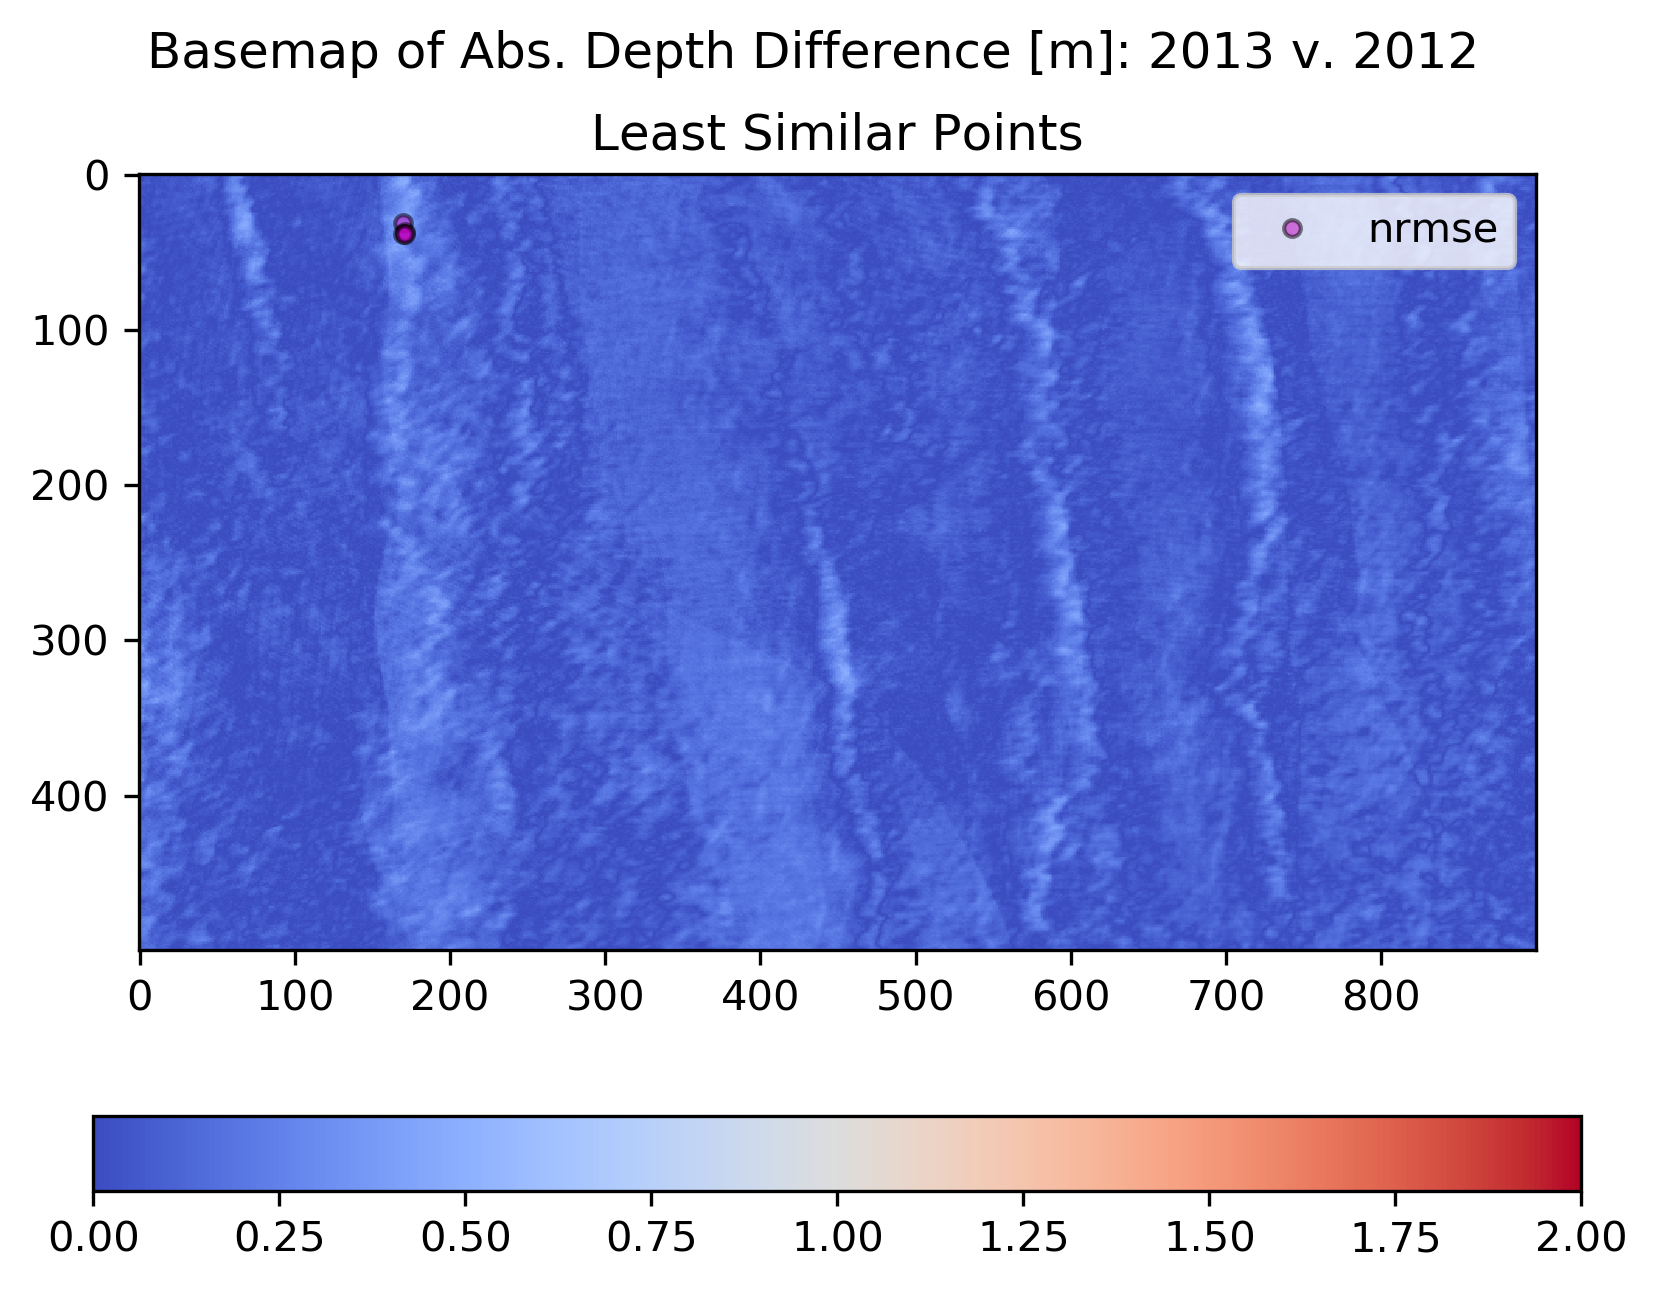 Basemap of Abs. Depth Difference [m]: 2013 v. 2012
Least Similar Points
nrmse
0
100
200
300
400
0 100 200 300 400 500 600 700 800
0.00 0.25 0.50 0.75 1.00 1.25 1.50 1.75 2.00